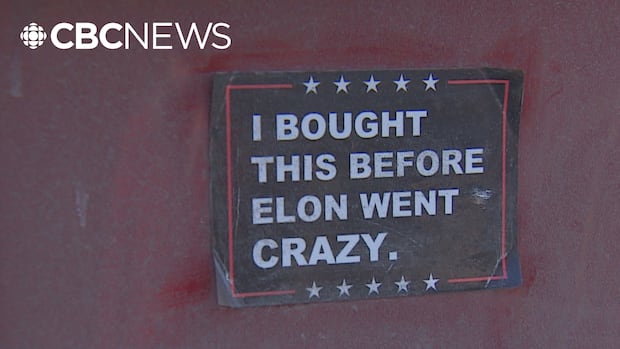 CBCNEWS
I BOUGHT
THIS BEFORE
ELON WENT
CRAZY.